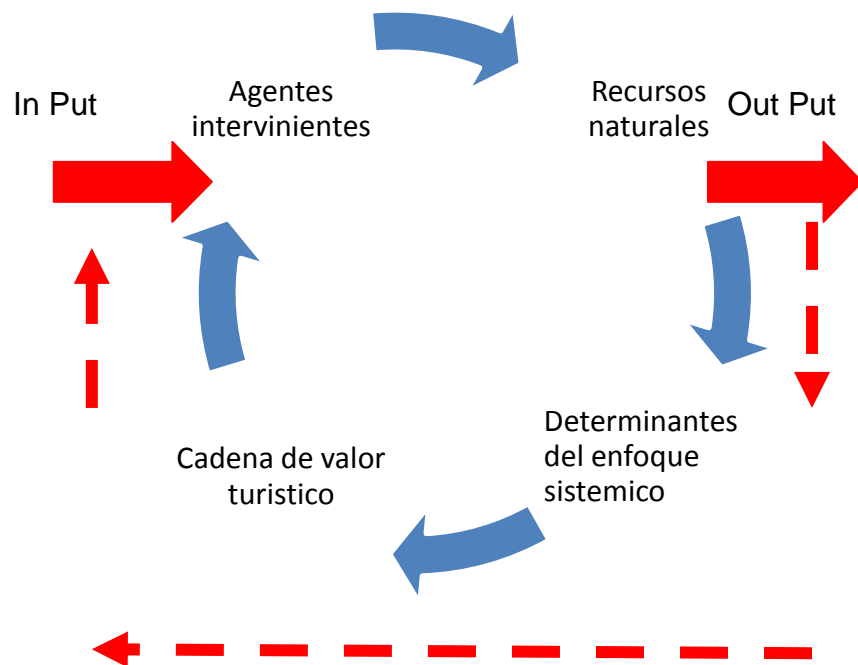 In Put
Agentes
intervinientes
Recursos
naturales
Out Put
Determinantes
del enfoque
sistemico
Cadena de valor
turistico